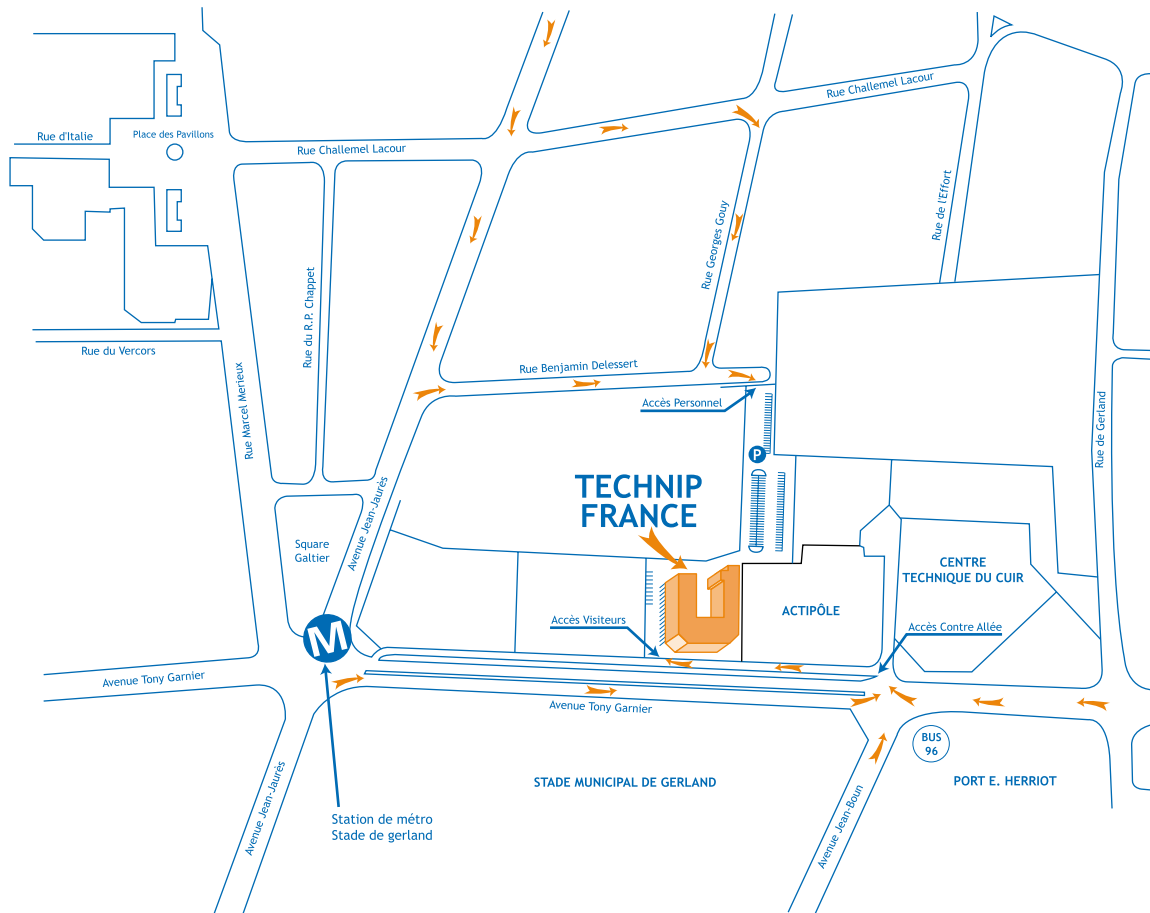 Rue Challemel Lacour
Rue d'Italie
Place des Pavillons
Rue Challemel Lacour
Rue de l'Effort
Rue Georges Gouy
Rue du R.P. Chappet
Rue du Vercors
Rue Marcel Merieux
Rue Benjamin Delessert
Accès Personnel
Rue de Gerland
P
TECHNIP
FRANCE
Avenue Jean-Jaurès
Square
Galtier
CENTRE
TECHNIQUE DU CUIR
ACTIPÔLE
Accès Visiteurs
Accès Contre Allée
M
Avenue Tony Garnier
Avenue Tony Garnier
BUS
96
STADE MUNICIPAL DE GERLAND
PORT E. HERRIOT
Avenue Jean-Jaurès
Avenue Jean-Boun
Station de métro
Stade de gerland